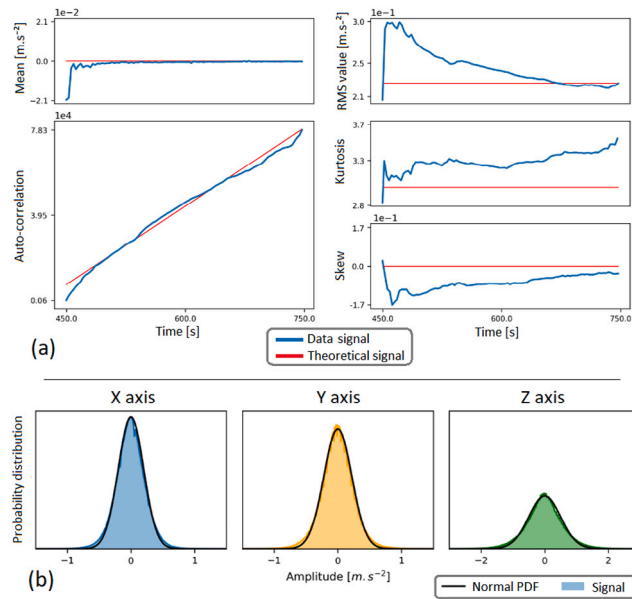 1e-2
Mean [m.s⁻²]
2.1
0.0
-2.1
1e4
Auto-correlation
7.83
3.95
0.06
450.0 600.0 750.0
Time [s]
1e-1
RMS value [m.s-²]
2.7
2.4
2.1
Kurtosis
3.7
3.3
2.8
1e-1
Skew
0.0
-1.7
450.0 600.0 750.0
Time [s]
(a)
Data signal
Theoretical signal
X axis Y axis Z axis
Probability distribution
-1 0 1 -1 0 1 -2 0 2
Amplitude [m.s⁻²]
(b)
Normal PDF Signal